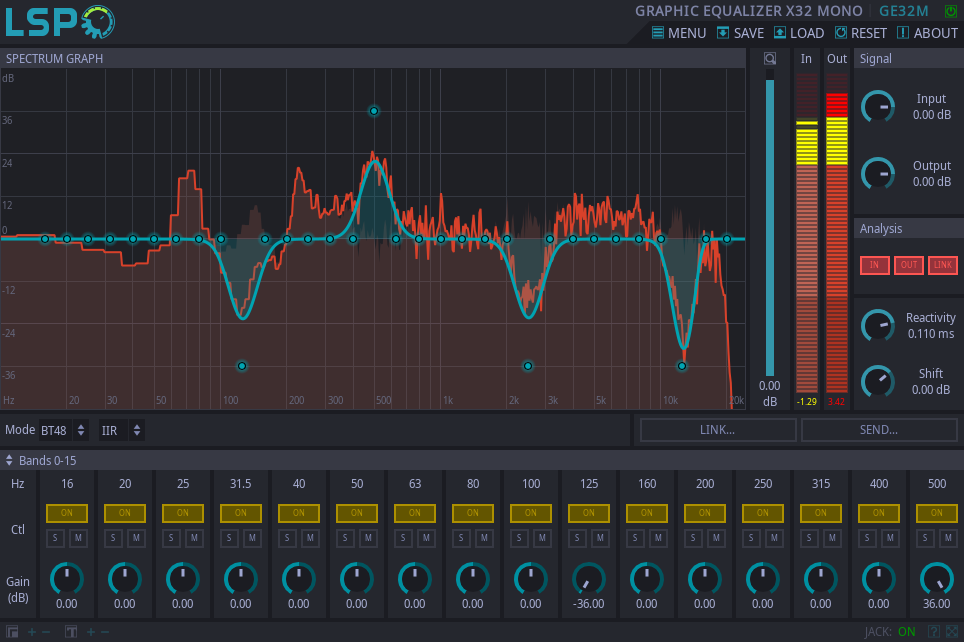 LSP
GRAPHIC EQUALIZER X32 MONO GE32M
MENU SAVE LOAD RESET ABOUT
SPECTRUM GRAPH
In Out Signal
dB
36
24
12
0
-12
-24
-36
Hz 20 30 50 100 200 300 500 1k 2k 3k 5k 10k 20k
0.00
dB
-1.29 3.42
Input
0.00 dB
Output
0.00 dB
Analysis
IN OUT LINK
Reactivity
0.110 ms
Shift
0.00 dB
Mode BT48 IIR LINK... SEND...
Bands 0-15
Hz 16 20 25 31.5 40 50 63 80 100 125 160 200 250 315 400 500
ON ON ON ON ON ON ON ON ON ON ON ON ON ON ON ON
Ctl
S M S M S M S M S M S M S M S M S M S M S M S M S M S M S M S M
Gain
(dB) 0.00 0.00 0.00 0.00 0.00 0.00 0.00 0.00 0.00 -36.00 0.00 0.00 0.00 0.00 0.00 36.00
JACK: ON